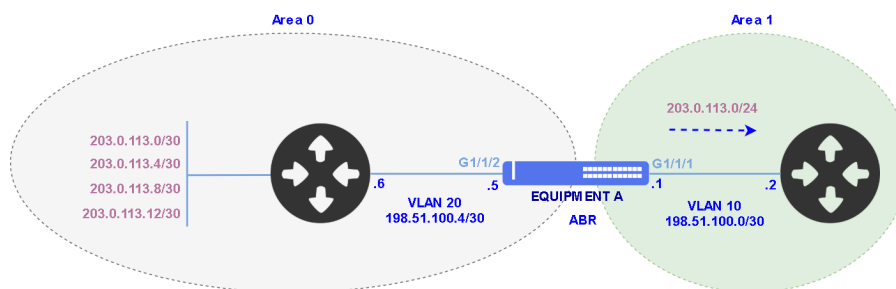 Area 0
Area 1
203.0.113.0/24
203.0.113.0/30
203.0.113.4/30
203.0.113.8/30
203.0.113.12/30
G1/1/2
G1/1/1
.6
.5
.1
.2
EQUIPMENT A
VLAN 20
198.51.100.4/30
ABR
VLAN 10
198.51.100.0/30